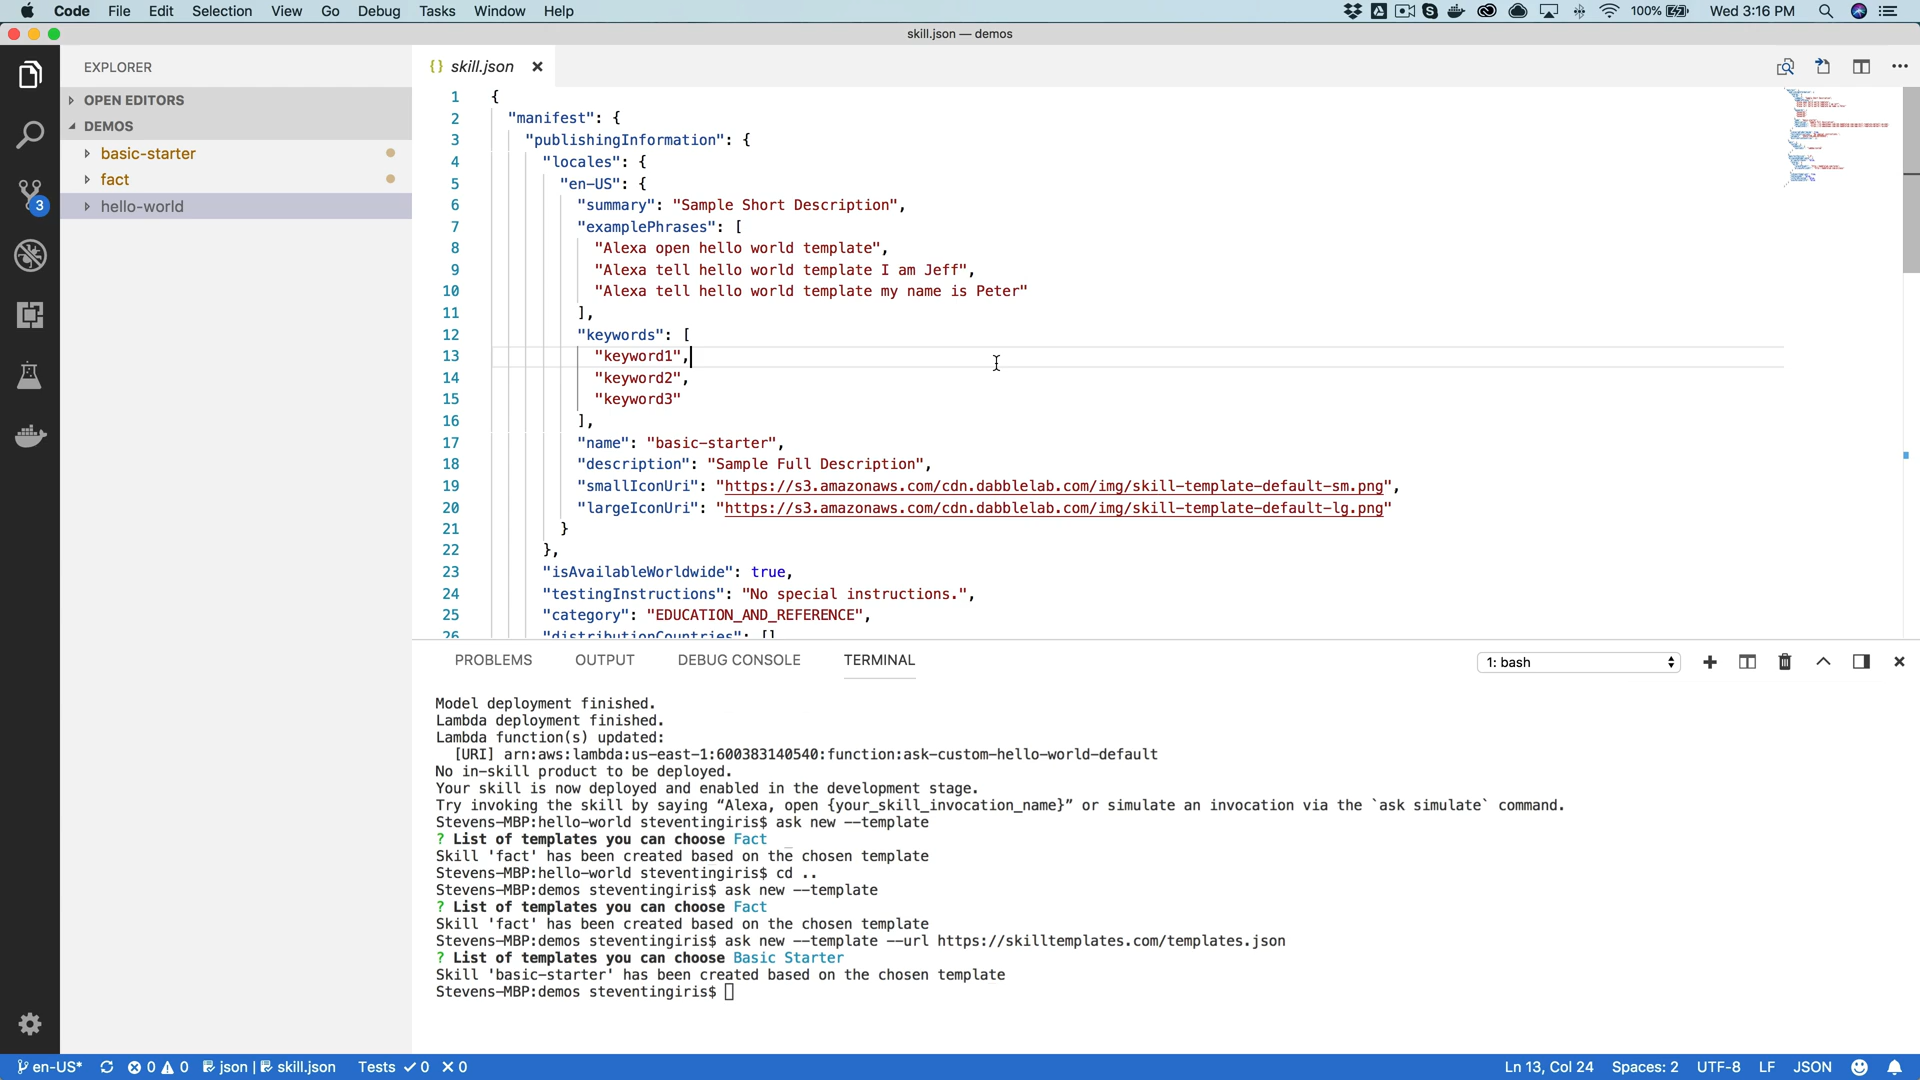 Code File Edit Selection View Go Debug Tasks Window Help 100% Wed 3:16 PM
skill.json — demos
EXPLORER
OPEN EDITORS
DEMOS
basic-starter
fact
hello-world
3
{} skill.json
1 {
2 "manifest": {
3 "publishingInformation": {
4 "locales": {
5 "en-US": {
6 "summary": "Sample Short Description",
7 "examplePhrases": [
8 "Alexa open hello world template",
9 "Alexa tell hello world template I am Jeff",
10 "Alexa tell hello world template my name is Peter"
11 ],
12 "keywords": [
13 "keyword1",
14 "keyword2",
15 "keyword3"
16 ],
17 "name": "basic-starter",
18 "description": "Sample Full Description",
19 "smallIconUri": "https://s3.amazonaws.com/cdn.dabblelab.com/img/skill-template-default-sm.png",
20 "largeIconUri": "https://s3.amazonaws.com/cdn.dabblelab.com/img/skill-template-default-lg.png"
21 }
22 },
23 "isAvailableWorldwide": true,
24 "testingInstructions": "No special instructions.",
25 "category": "EDUCATION_AND_REFERENCE",
26 "distributionCountries": []
PROBLEMS OUTPUT DEBUG CONSOLE TERMINAL 1: bash
Model deployment finished.
Lambda deployment finished.
Lambda function(s) updated:
[URI] arn:aws:lambda:us-east-1:600383140540:function:ask-custom-hello-world-default
No in-skill product to be deployed.
Your skill is now deployed and enabled in the development stage.
Try invoking the skill by saying “Alexa, open {your_skill_invocation_name}” or simulate an invocation via the `ask simulate` command.
Stevens-MBP:hello-world steventingiris$ ask new --template
? List of templates you can choose Fact
Skill 'fact' has been created based on the chosen template
Stevens-MBP:hello-world steventingiris$ cd ..
Stevens-MBP:demos steventingiris$ ask new --template
? List of templates you can choose Fact
Skill 'fact' has been created based on the chosen template
Stevens-MBP:demos steventingiris$ ask new --template --url https://skilltemplates.com/templates.json
? List of templates you can choose Basic Starter
Skill 'basic-starter' has been created based on the chosen template
Stevens-MBP:demos steventingiris$
en-US* 0 0 json | skill.json Tests ✓ 0 ✕ 0 Ln 13, Col 24 Spaces: 2 UTF-8 LF JSON